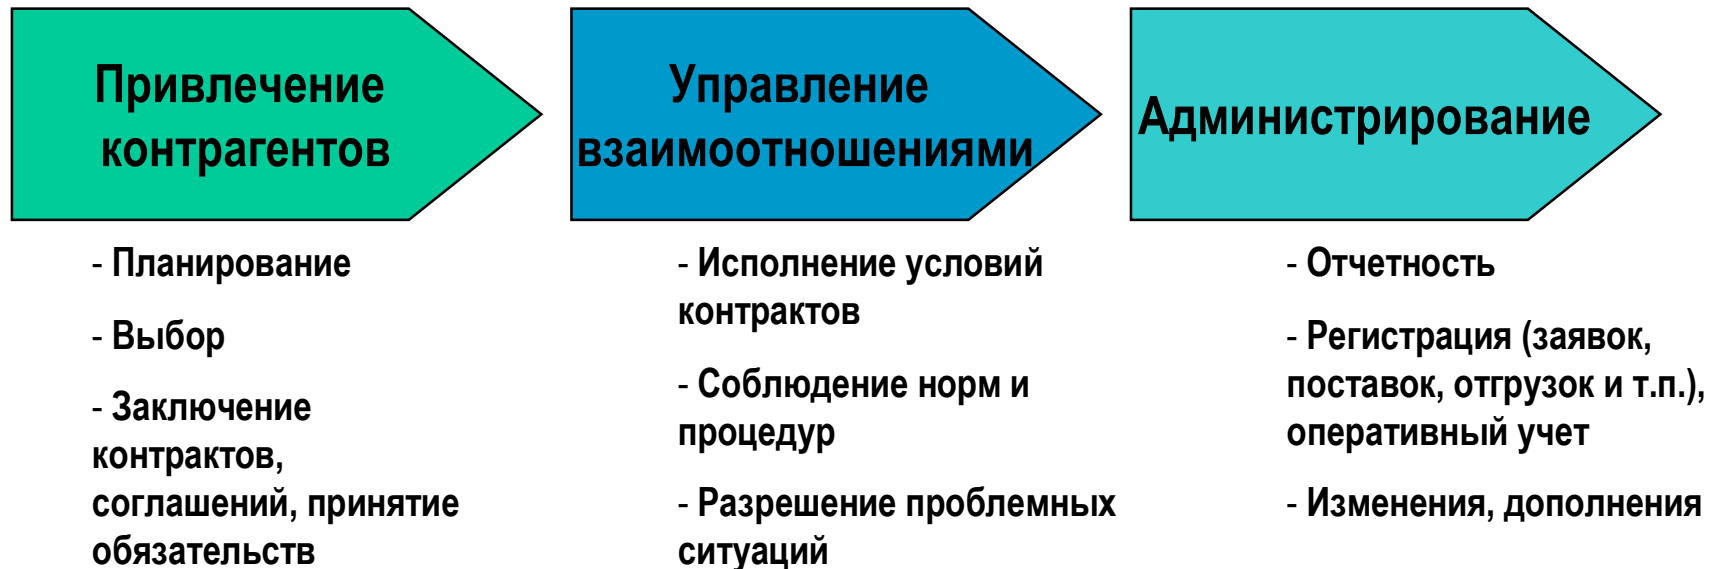 Привлечение
контрагентов
- Планирование
- Выбор
- Заключение
контрактов,
соглашений, принятие
обязательств
Управление
взаимоотношениями
- Исполнение условий
контрактов
- Соблюдение норм и
процедур
- Разрешение проблемных
ситуаций
Администрирование
- Отчетность
- Регистрация (заявок,
поставок, отгрузок и т.п.),
оперативный учет
- Изменения, дополнения